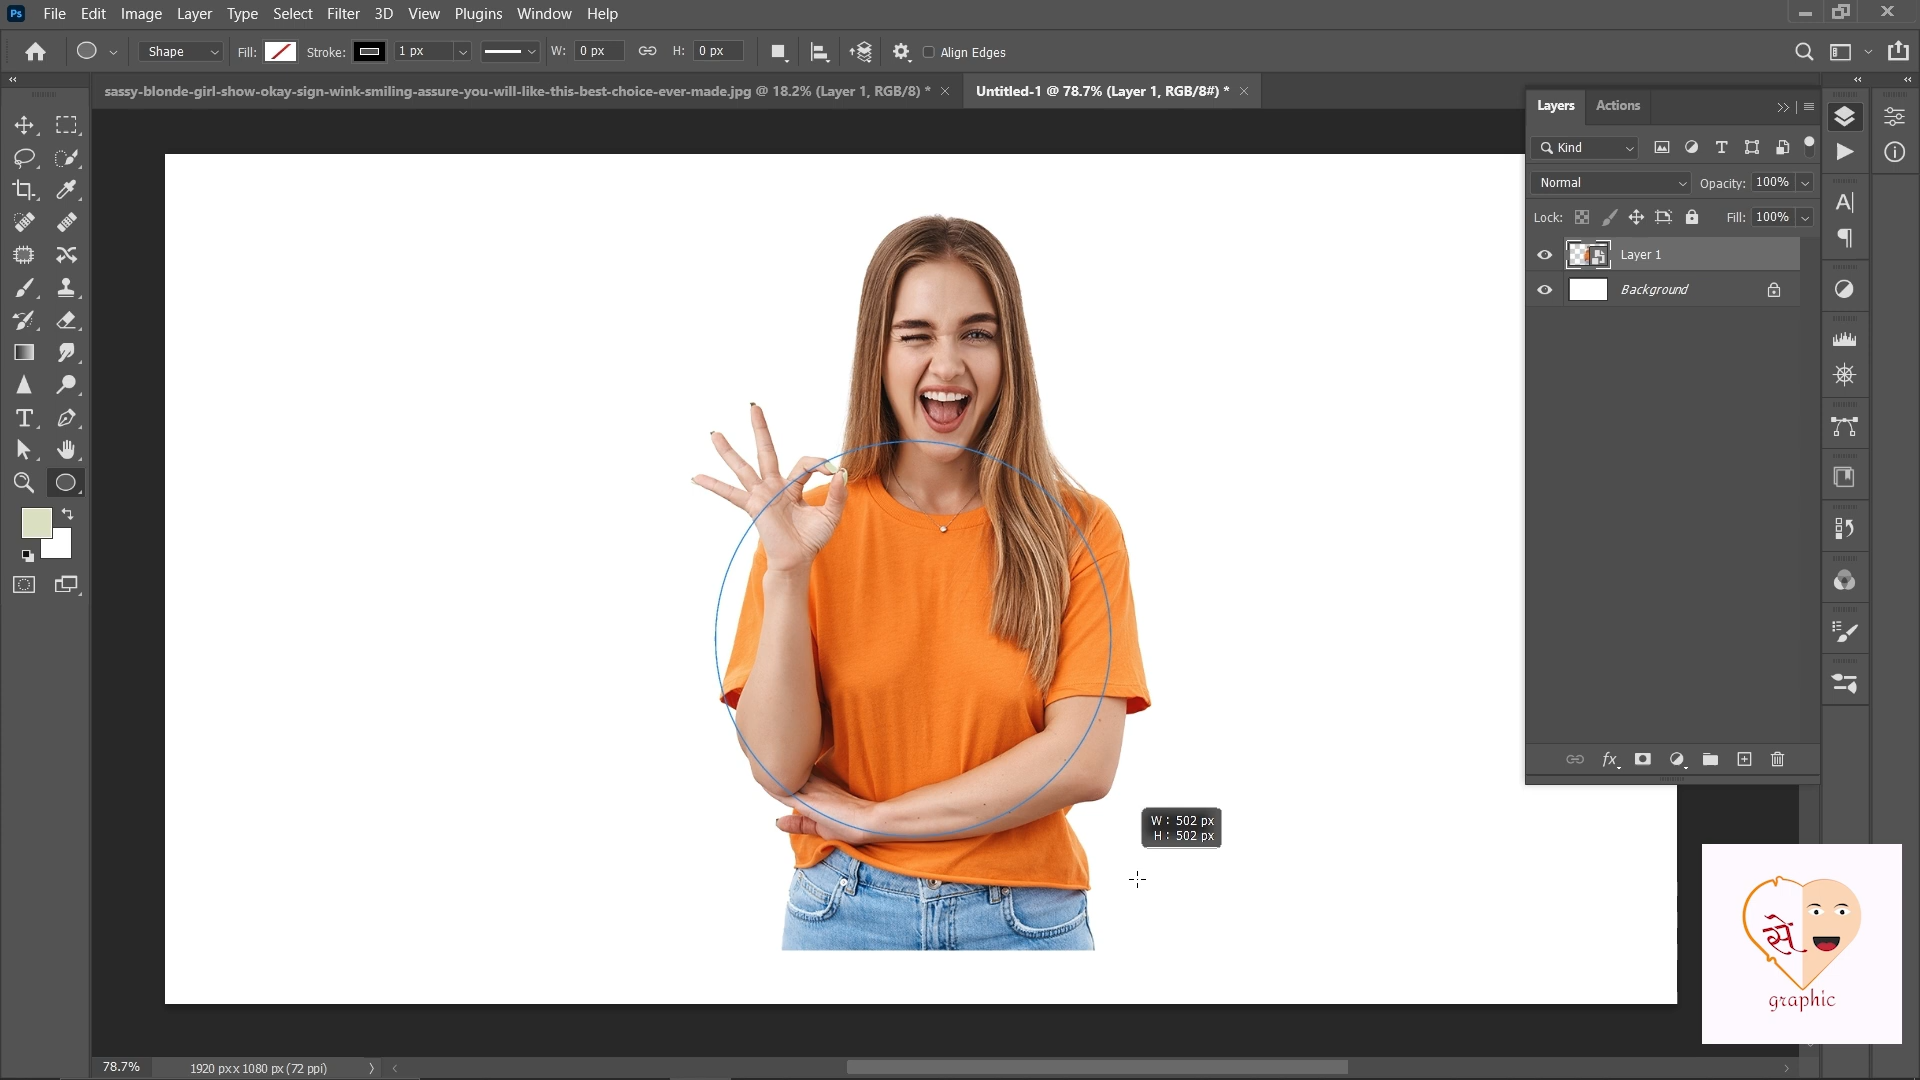 Ps File Edit Image Layer Type Select Filter 3D View Plugins Window Help
Shape Fill: Stroke: 1 px W: 0 px H: 0 px Align Edges
sassy-blonde-girl-show-okay-sign-wink-smiling-assure-you-will-like-this-best-choice-ever-made.jpg @ 18.2% (Layer 1, RGB/8) * × Untitled-1 @ 78.7% (Layer 1, RGB/8#) * ×
Layers Actions
Kind
Normal Opacity: 100%
Lock: Fill: 100%
Layer 1
Background
fx
W : 502 px
H : 502 px
में
graphic
78.7% 1920 px x 1080 px (72 ppi)